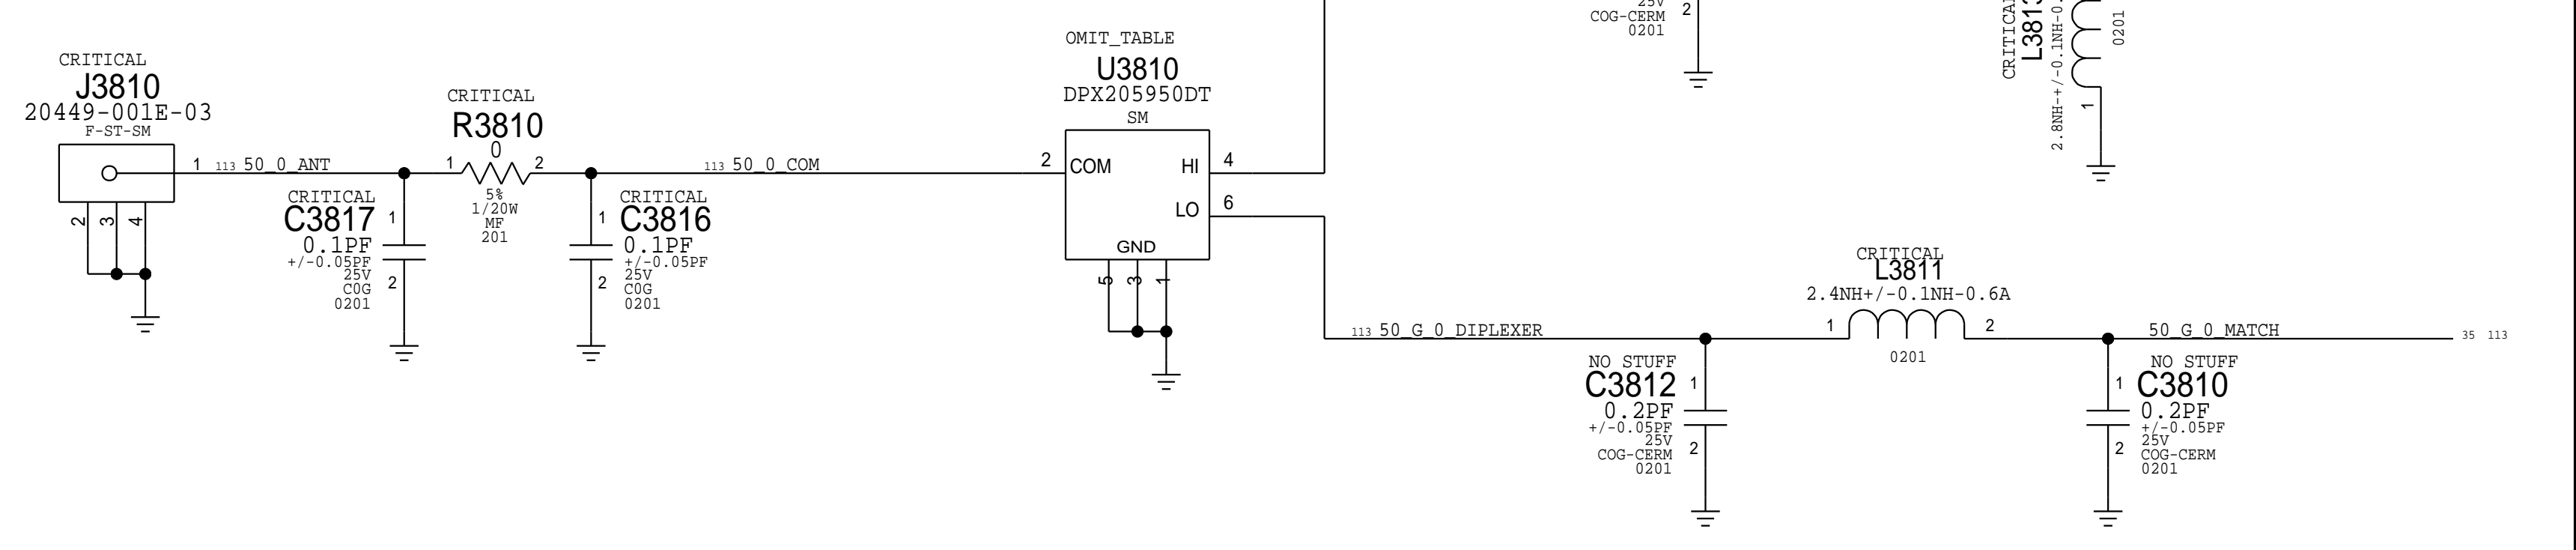 CRITICAL
J3810
20449-001E-03
F-ST-SM
1
113 50_0_ANT
2
3
4
CRITICAL
R3810
0
1
2
5%
1/20W
MF
201
CRITICAL
C3817
0.1PF
+/-0.05PF
25V
C0G
0201
1
2
CRITICAL
C3816
0.1PF
+/-0.05PF
25V
C0G
0201
1
2
113 50_0_COM
OMIT_TABLE
U3810
DPX205950DT
SM
2
COM
HI
4
LO
6
GND
5
3
1
25V
COG-CERM
0201
2
CRITICAL
L3813
2.8NH-+/-0.1NH-0.
0201
1
113 50_G_0_DIPLEXER
CRITICAL
L3811
2.4NH+/-0.1NH-0.6A
1
2
0201
50_G_0_MATCH
35 113
NO STUFF
C3812
0.2PF
+/-0.05PF
25V
COG-CERM
0201
1
2
NO STUFF
C3810
0.2PF
+/-0.05PF
25V
COG-CERM
0201
1
2